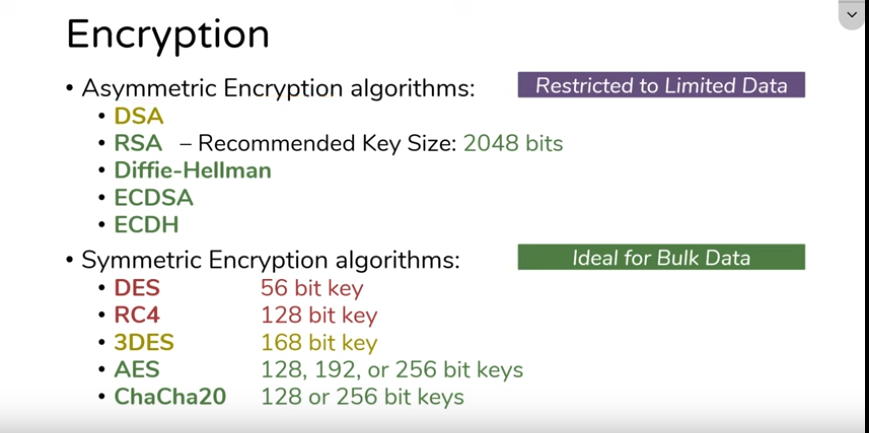 Encryption
• Asymmetric Encryption algorithms: Restricted to Limited Data
• DSA
• RSA – Recommended Key Size: 2048 bits
• Diffie-Hellman
• ECDSA
• ECDH
• Symmetric Encryption algorithms: Ideal for Bulk Data
• DES 56 bit key
• RC4 128 bit key
• 3DES 168 bit key
• AES 128, 192, or 256 bit keys
• ChaCha20 128 or 256 bit keys